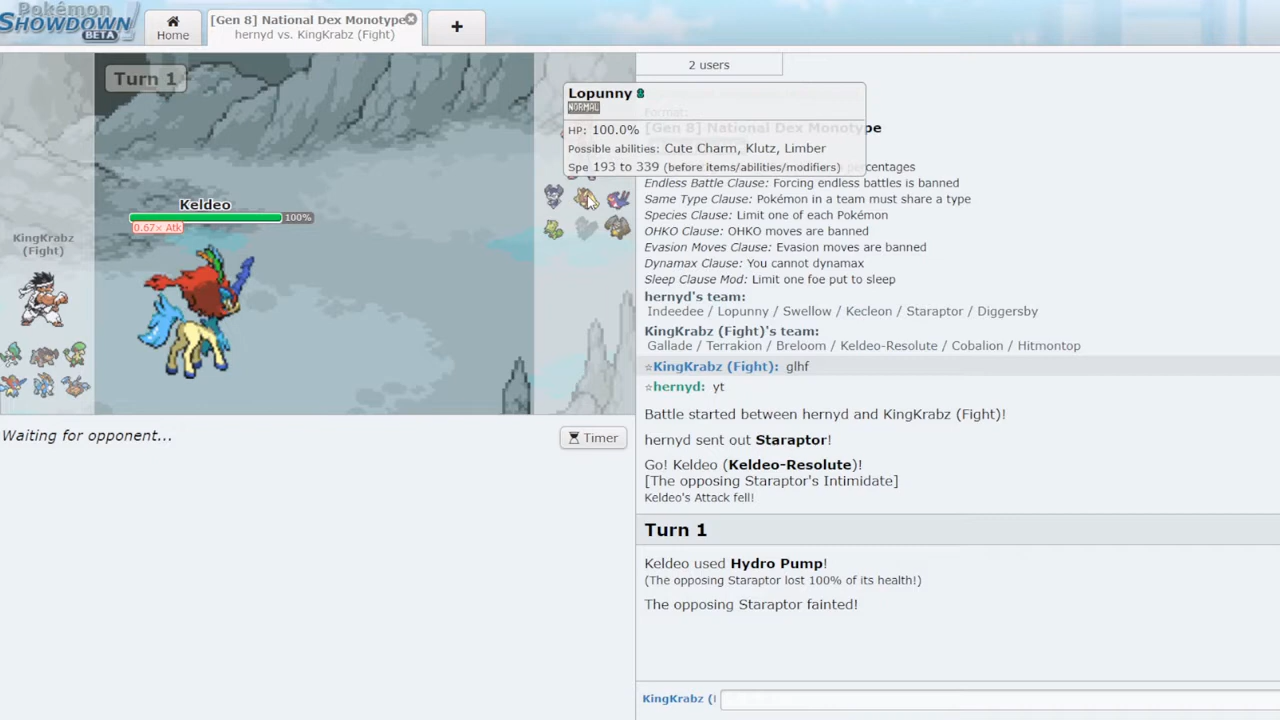 Pokémon
SHOWDOWN
BETA
Home
[Gen 8] National Dex Monotype
hernyd vs. KingKrabz (Fight)
+
Turn 1
2 users
Lopunny
NORMAL
HP: 100.0%
Possible abilities: Cute Charm, Klutz, Limber
Spe 193 to 339 (before items/abilities/modifiers)
Format:
[Gen 8] National Dex Monotype
percentages
Endless Battle Clause: Forcing endless battles is banned
Same Type Clause: Pokémon in a team must share a type
Species Clause: Limit one of each Pokémon
OHKO Clause: OHKO moves are banned
Evasion Moves Clause: Evasion moves are banned
Dynamax Clause: You cannot dynamax
Sleep Clause Mod: Limit one foe put to sleep
hernyd's team:
Indeedee / Lopunny / Swellow / Kecleon / Staraptor / Diggersby
KingKrabz (Fight)'s team:
Gallade / Terrakion / Breloom / Keldeo-Resolute / Cobalion / Hitmontop
☆KingKrabz (Fight): glhf
☆hernyd: yt
Battle started between hernyd and KingKrabz (Fight)!
hernyd sent out Staraptor!
Go! Keldeo (Keldeo-Resolute)!
[The opposing Staraptor's Intimidate]
Keldeo's Attack fell!
Turn 1
Keldeo used Hydro Pump!
(The opposing Staraptor lost 100% of its health!)
The opposing Staraptor fainted!
KingKrabz (
Keldeo
100%
0.67× Atk
KingKrabz
(Fight)
Waiting for opponent...
Timer